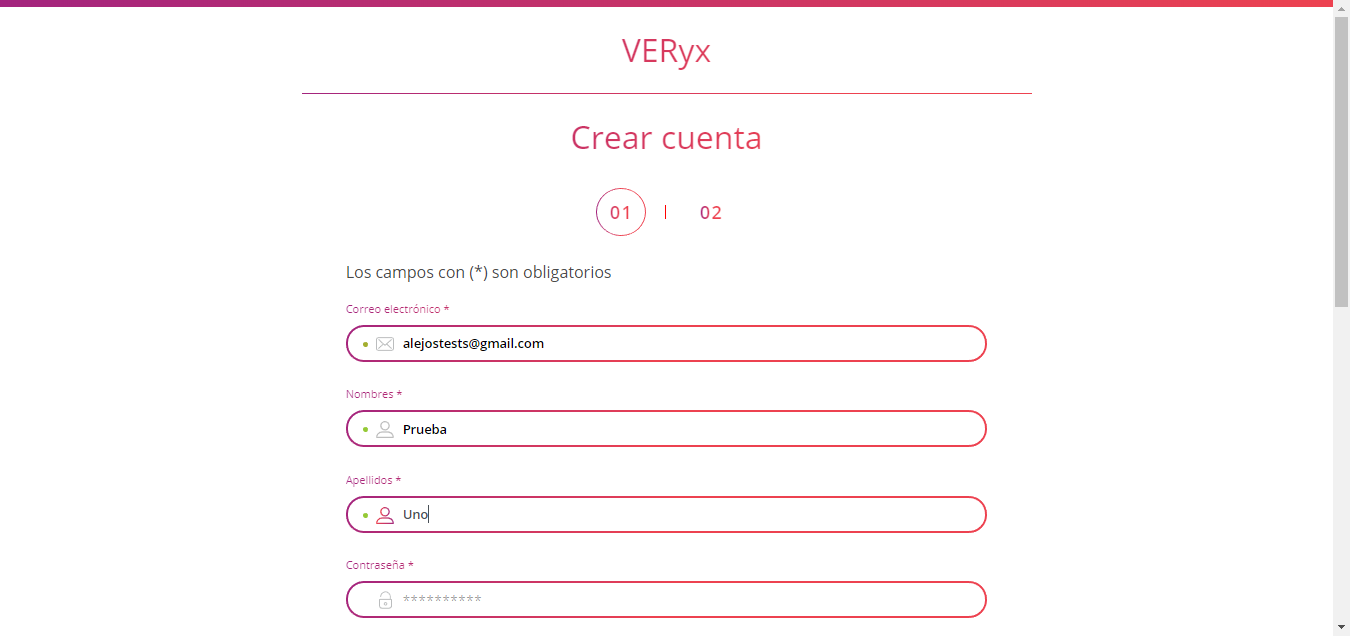 VERyx
Crear cuenta
01 | 02
Los campos con (*) son obligatorios
Correo electrónico *
alejostests@gmail.com
Nombres *
Prueba
Apellidos *
Uno
Contraseña *
**********